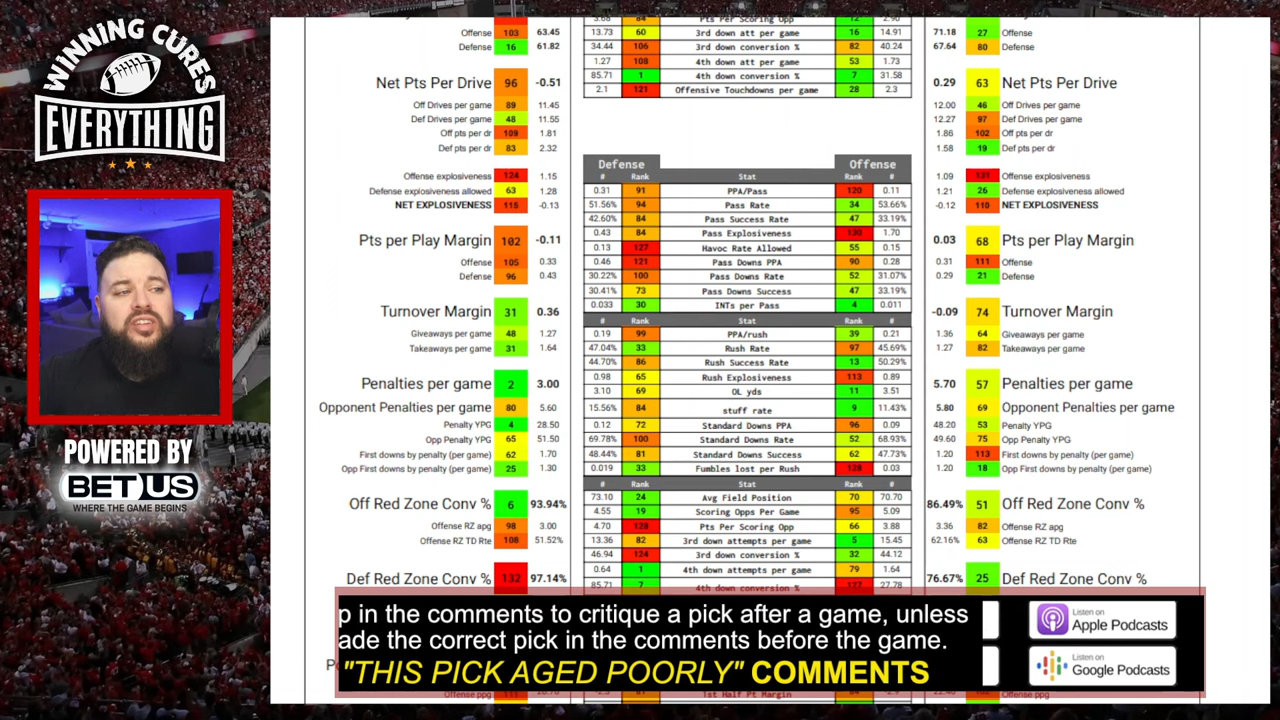 WINNING CURES
EVERYTHING
POWERED BY
BETUS
WHERE THE GAME BEGINS
Offense 103 63.45
Defense 16 61.82
Net Pts Per Drive 96 -0.51
Off Drives per game 89 11.45
Def Drives per game 48 11.55
Off pts per dr 109 1.81
Def pts per dr 83 2.32
Offense explosiveness 124 1.15
Defense explosiveness allowed 63 1.28
NET EXPLOSIVENESS 115 -0.13
Pts per Play Margin 102 -0.11
Offense 105 0.33
Defense 96 0.43
Turnover Margin 31 0.36
Giveaways per game 48 1.27
Takeaways per game 31 1.64
Penalties per game 2 3.00
Opponent Penalties per game 80 5.60
Penalty YPG 4 28.50
Opp Penalty YPG 65 51.50
First downs by penalty (per game) 62 1.70
Opp First downs by penalty (per game) 25 1.30
Off Red Zone Conv % 6 93.94%
Offense RZ apg 98 3.00
Offense RZ TD Rte 108 51.52%
Def Red Zone Conv % 132 97.14%
3.68 84 Pts Per Scoring Opp 12 2.90
13.73 60 3rd down att per game 16 14.91
34.44 106 3rd down conversion % 82 40.24
1.27 108 4th down att per game 53 1.73
85.71 1 4th down conversion % 7 31.58
2.1 121 Offensive Touchdowns per game 28 2.3
Defense Offense
# Rank Stat Rank #
0.31 91 PPA/Pass 120 0.11
51.56% 94 Pass Rate 34 53.66%
42.60% 84 Pass Success Rate 47 33.19%
0.43 84 Pass Explosiveness 130 1.70
0.13 127 Havoc Rate Allowed 55 0.15
0.46 121 Pass Downs PPA 90 0.28
30.22% 100 Pass Downs Rate 52 31.07%
30.41% 73 Pass Downs Success 47 33.19%
0.033 30 INTs per Pass 4 0.011
# Rank Stat Rank #
0.19 99 PPA/rush 39 0.21
47.04% 33 Rush Rate 97 45.69%
44.70% 86 Rush Success Rate 13 50.29%
0.98 65 Rush Explosiveness 113 0.89
3.10 69 OL yds 11 3.51
15.56% 84 stuff rate 9 11.43%
0.12 72 Standard Downs PPA 96 0.09
69.78% 100 Standard Downs Rate 52 68.93%
48.44% 81 Standard Downs Success 62 47.73%
0.019 33 Fumbles lost per Rush 128 0.03
# Rank Stat Rank #
73.10 24 Avg Field Position 70 70.70
4.55 19 Scoring Opps Per Game 95 5.09
4.70 128 Pts Per Scoring Opp 66 3.88
13.36 82 3rd down attempts per game 5 15.45
46.94 124 3rd down conversion % 32 44.12
0.64 1 4th down attempts per game 79 1.64
85.71 7 4th down conversion % 127 27.78
71.18 27 Offense
67.64 80 Defense
0.29 63 Net Pts Per Drive
12.00 46 Off Drives per game
12.27 97 Def Drives per game
1.86 102 Off pts per dr
1.58 19 Def pts per dr
1.09 131 Offense explosiveness
1.21 26 Defense explosiveness allowed
-0.12 110 NET EXPLOSIVENESS
0.03 68 Pts per Play Margin
0.31 111 Offense
0.29 21 Defense
-0.09 74 Turnover Margin
1.36 64 Giveaways per game
1.27 82 Takeaways per game
5.70 57 Penalties per game
5.80 69 Opponent Penalties per game
48.20 53 Penalty YPG
49.60 75 Opp Penalty YPG
1.20 113 First downs by penalty (per game)
1.20 18 Opp First downs by penalty (per game)
86.49% 51 Off Red Zone Conv %
3.36 82 Offense RZ apg
62.16% 63 Offense RZ TD Rte
76.67% 25 Def Red Zone Conv %
p in the comments to critique a pick after a game, unless
ade the correct pick in the comments before the game.
"THIS PICK AGED POORLY" COMMENTS
Listen on
Apple Podcasts
Listen on
Google Podcasts
Offense ppg
1st Half Pt Margin
Offense ppg